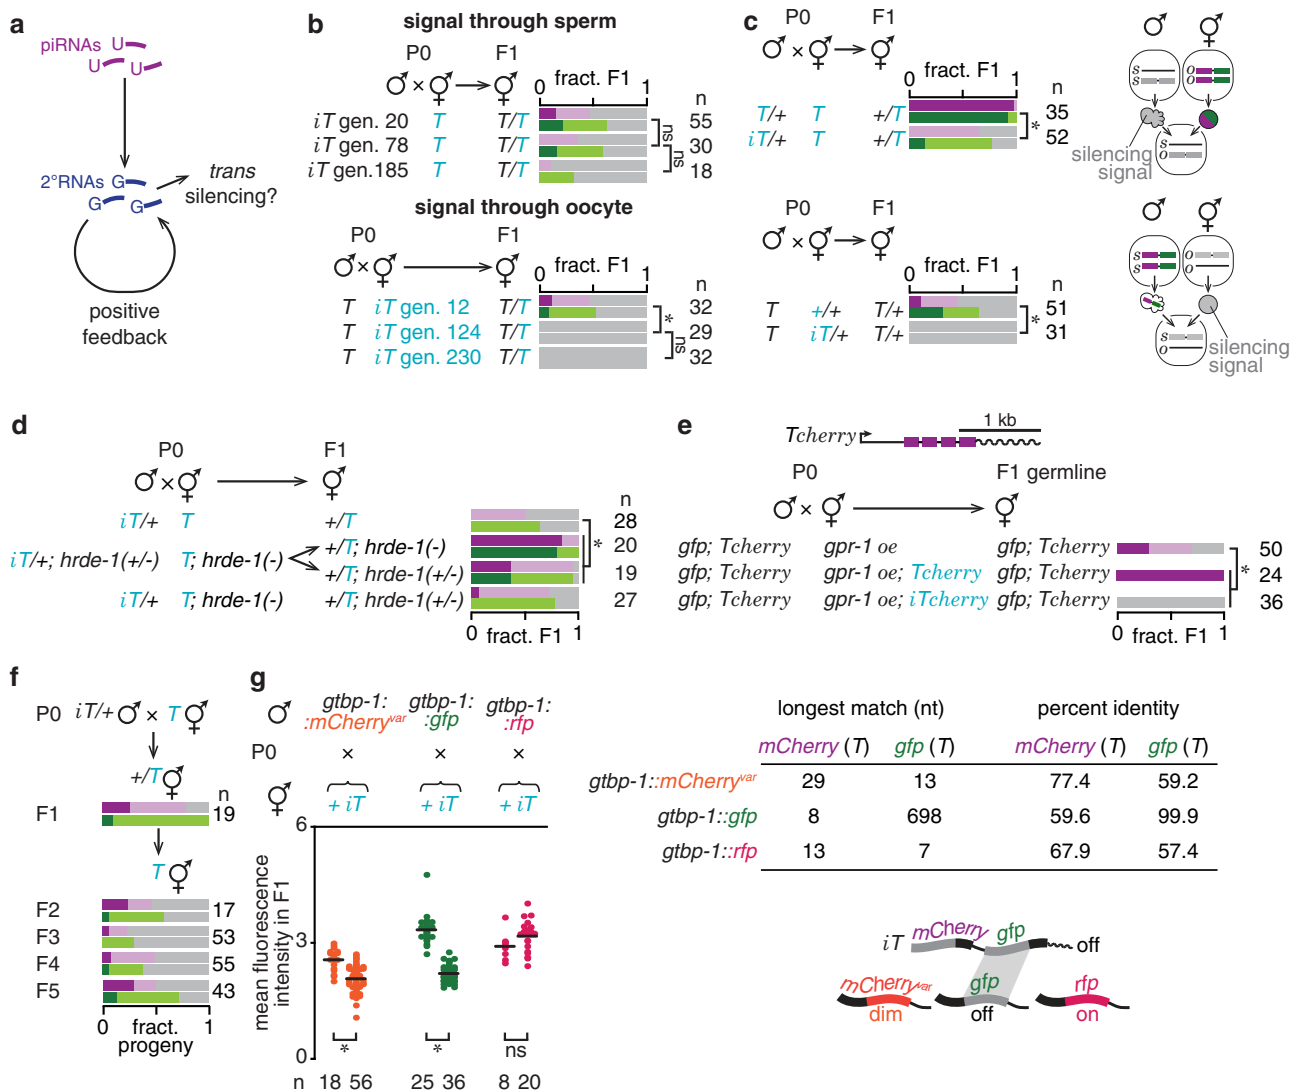 a
piRNAs U
U U
2°RNAs G
G G
trans
silencing?
positive
feedback
b
signal through sperm
P0 F1
♂ × ⚥ → ⚥
fract. F1
0 1
n
iT gen. 20 T T/T 55
iT gen. 78 T T/T 30
iT gen.185 T T/T 18
ns
ns
signal through oocyte
P0 F1
♂ × ⚥ → ⚥
fract. F1
0 1
n
T iT gen. 12 T/T 32
T iT gen. 124 T/T 29
T iT gen. 230 T/T 32
*
ns
c
P0 F1
♂ × ⚥ → ⚥
fract. F1
0 1
n
T/+ T +/T 35
iT/+ T +/T 52
*
♂ ⚥
s
s
o
o
silencing
signal
s
o
P0 F1
♂ × ⚥ → ⚥
fract. F1
0 1
n
T +/+ T/+ 51
T iT/+ T/+ 31
*
♂ ⚥
s
s
o
o
s
o
silencing
signal
d
P0 F1
♂ × ⚥ → ⚥
n
iT/+ T +/T 28
iT/+; hrde-1(+/-) T; hrde-1(-) +/T; hrde-1(-) 20
+/T; hrde-1(+/-) 19
iT/+ T; hrde-1(-) +/T; hrde-1(+/-) 27
*
0 fract. F1 1
e
1 kb
Tcherry
P0 F1 germline
♂ × ⚥ → ⚥
gfp; Tcherry gpr-1 oe gfp; Tcherry 50
gfp; Tcherry gpr-1 oe; Tcherry gfp; Tcherry 24
gfp; Tcherry gpr-1 oe; iTcherry gfp; Tcherry 36
*
n
0 fract. F1 1
f
P0 iT/+ ♂ × T ⚥
+/T ⚥
F1 19
T ⚥
F2 17
F3 53
F4 55
F5 43
0 fract. 1
progeny
g
♂ gtbp-1: gtbp-1: gtbp-1:
:mCherryvar :gfp :rfp
P0 × × ×
⚥ + iT + iT + iT
6
3
0
mean fluorescence
intensity in F1
* * ns
n 18 56 25 36 8 20
longest match (nt) percent identity
mCherry (T) gfp (T) mCherry (T) gfp (T)
gtbp-1::mCherryvar 29 13 77.4 59.2
gtbp-1::gfp 8 698 59.6 99.9
gtbp-1::rfp 13 7 67.9 57.4
iT mCherry gfp off
mCherryvar gfp rfp
dim off on